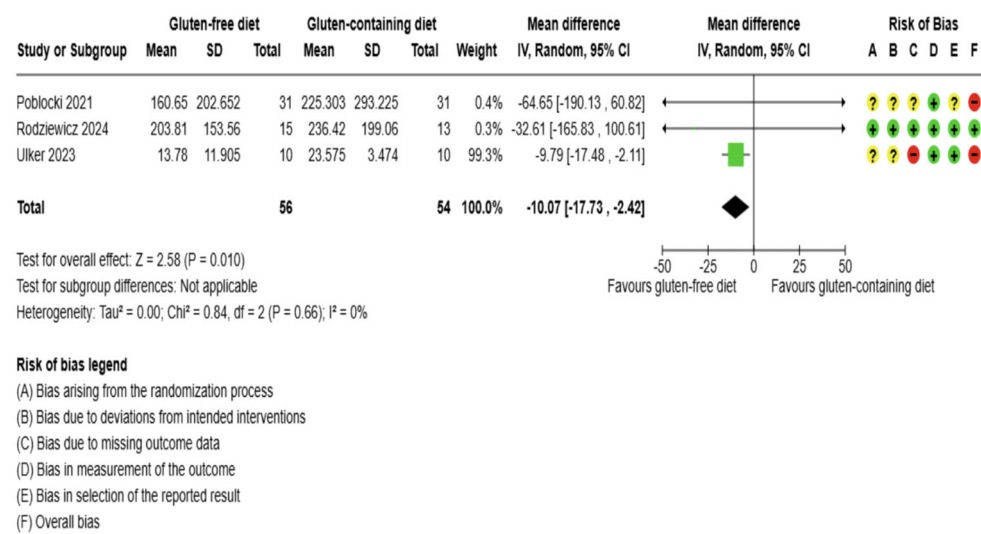 Gluten-free diet Gluten-containing diet Mean difference Mean difference Risk of Bias
Study or Subgroup Mean SD Total Mean SD Total Weight IV, Random, 95% CI IV, Random, 95% CI A B C D E F
Poblocki 2021 160.65 202.652 31 225.303 293.225 31 0.4% -64.65 [-190.13 , 60.82] ? ? ? + ? −
Rodziewicz 2024 203.81 153.56 15 236.42 199.06 13 0.3% -32.61 [-165.83 , 100.61] + + + + + +
Ulker 2023 13.78 11.905 10 23.575 3.474 10 99.3% -9.79 [-17.48 , -2.11] ? ? − + + −
Total 56 54 100.0% -10.07 [-17.73 , -2.42]
Test for overall effect: Z = 2.58 (P = 0.010)
-50 -25 0 25 50
Test for subgroup differences: Not applicable
Favours gluten-free diet Favours gluten-containing diet
Heterogeneity: Tau² = 0.00; Chi² = 0.84, df = 2 (P = 0.66); I² = 0%
Risk of bias legend
(A) Bias arising from the randomization process
(B) Bias due to deviations from intended interventions
(C) Bias due to missing outcome data
(D) Bias in measurement of the outcome
(E) Bias in selection of the reported result
(F) Overall bias